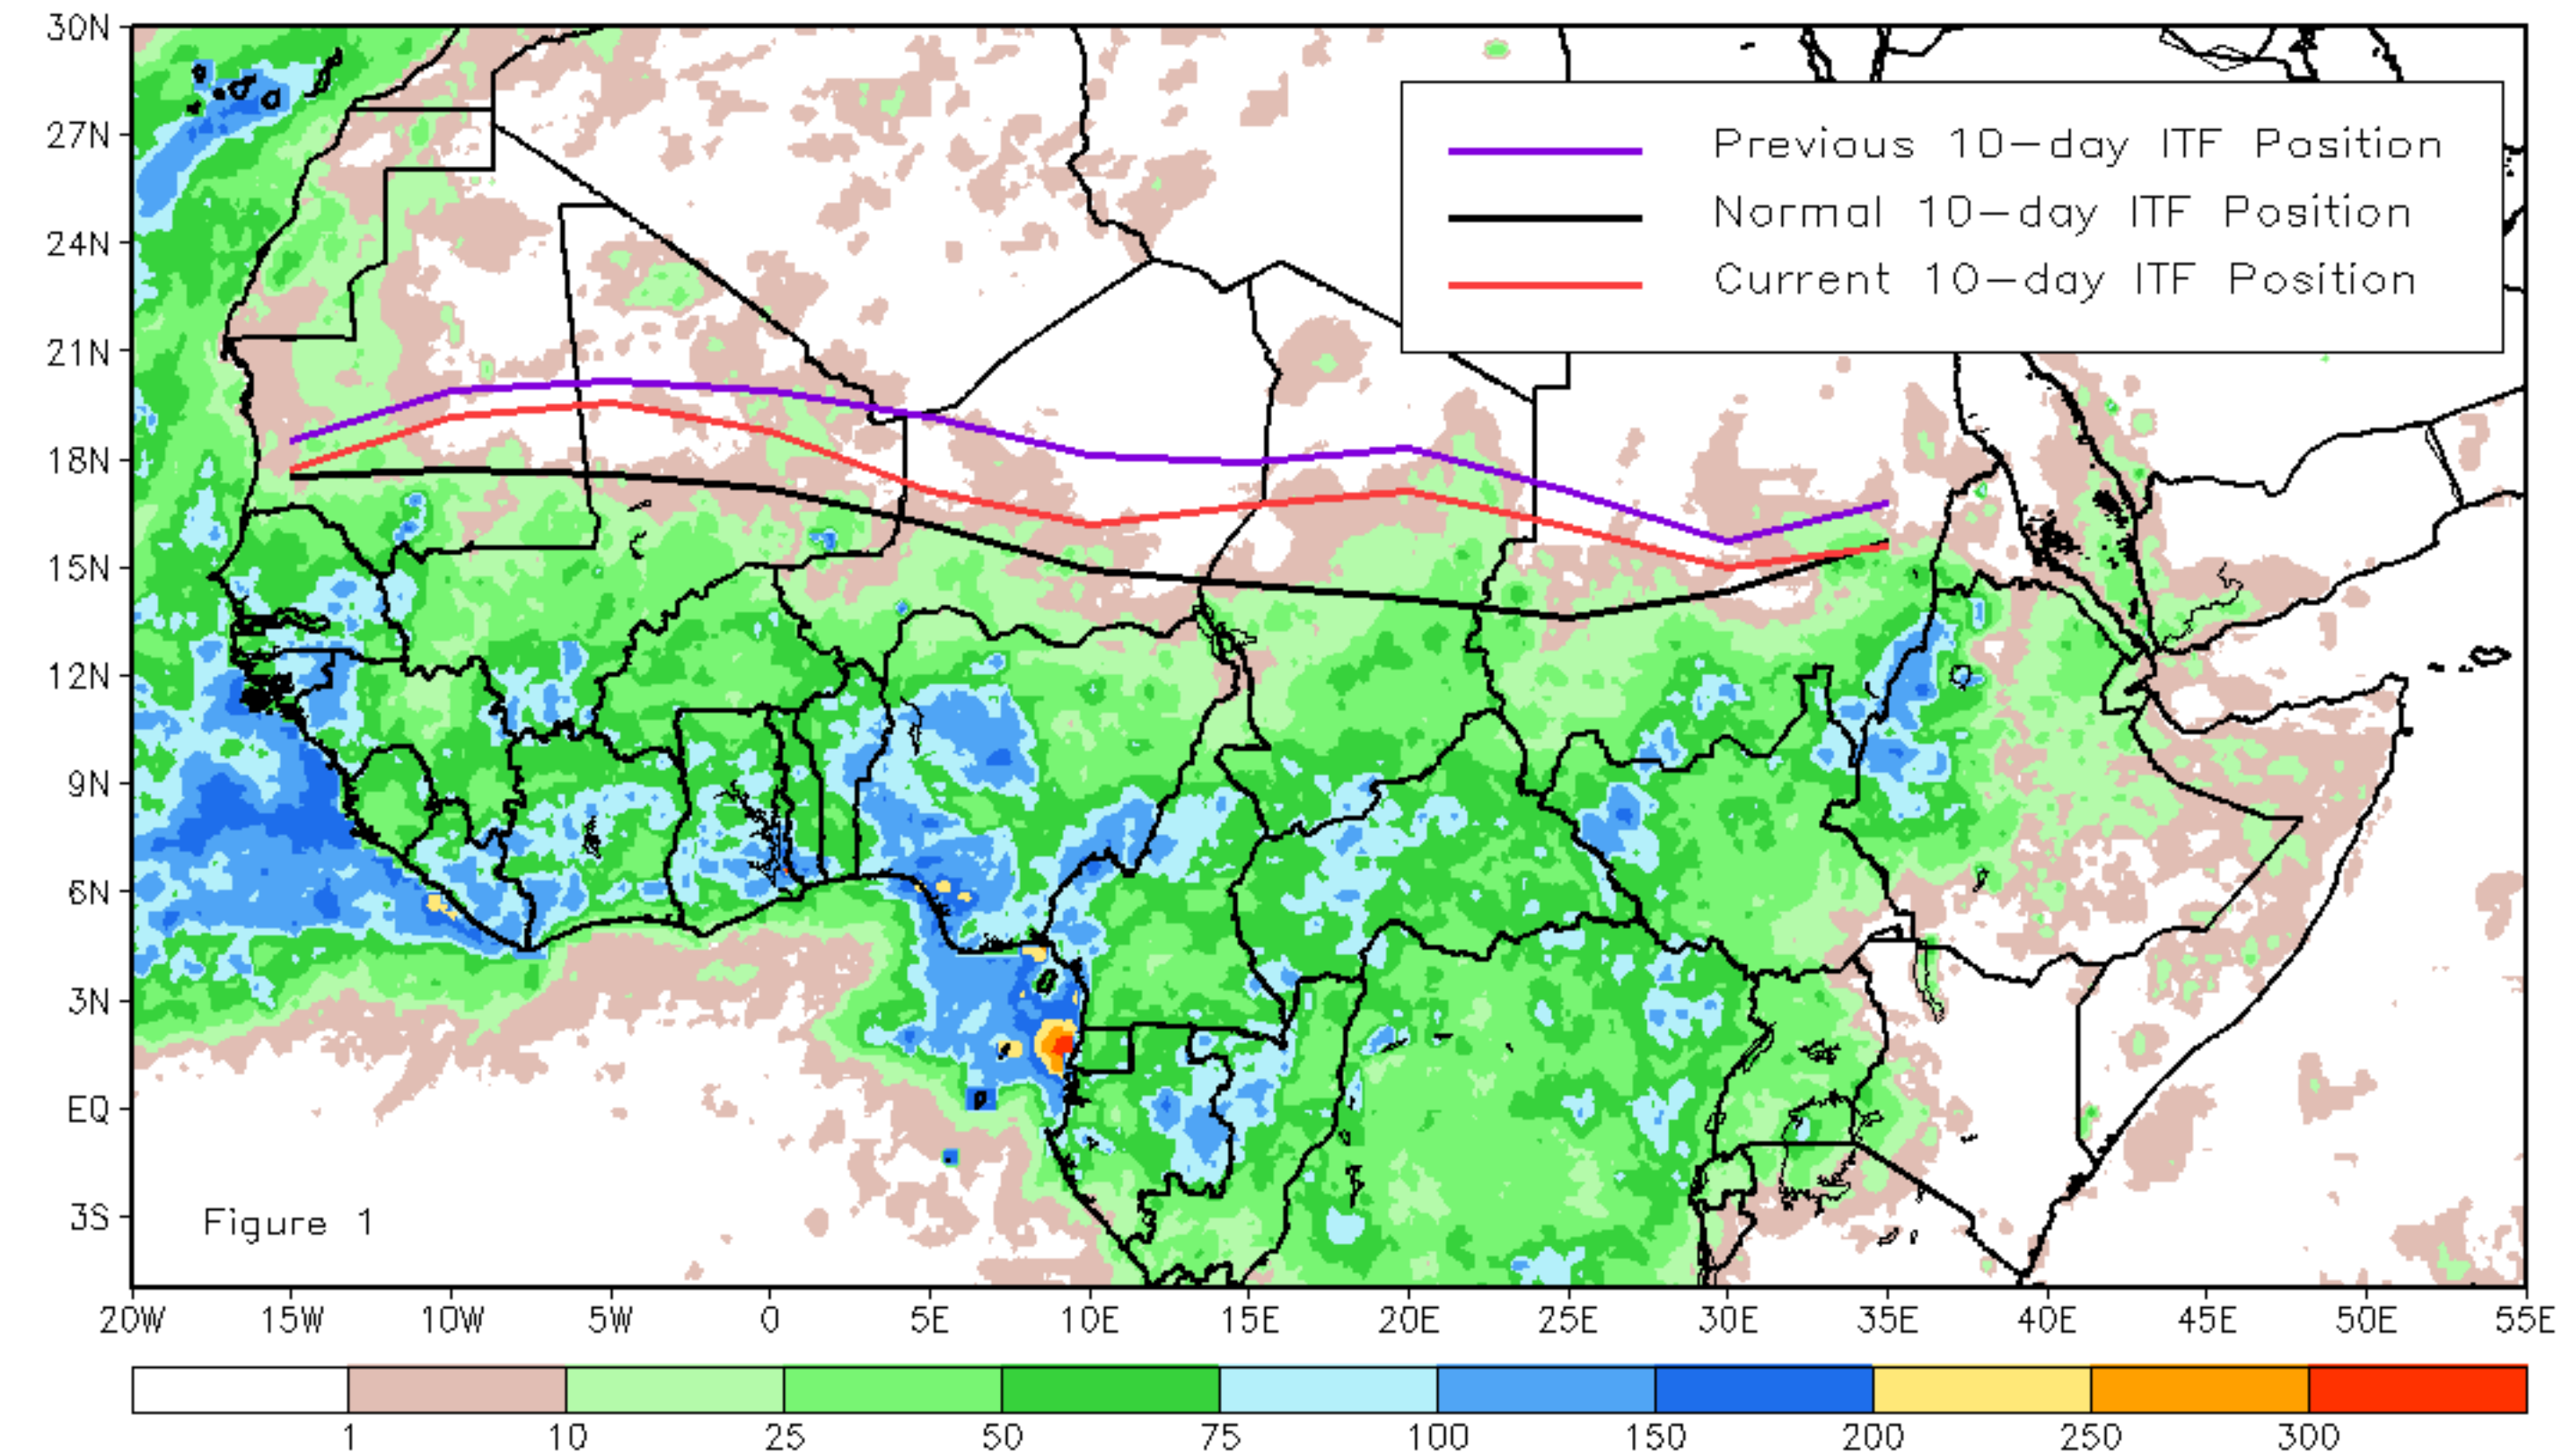 30N
27N
24N
21N
18N
15N
12N
9N
6N
3N
EQ
3S
Previous 10-day ITF Position
Normal 10-day ITF Position
Current 10-day ITF Position
Figure 1
20W 15W 10W 5W 0 5E 10E 15E 20E 25E 30E 35E 40E 45E 50E 55E
1 10 25 50 75 100 150 200 250 300